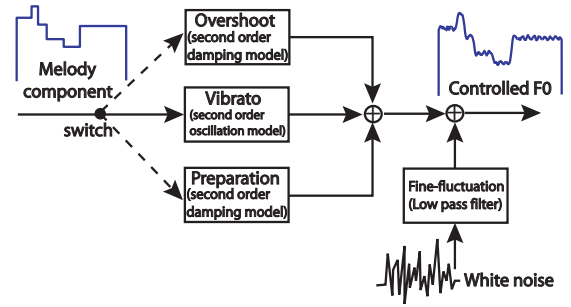 Overshoot
(second order
damping model)
Melody
component
switch
Vibrato
(second order
oscillation model)
Preparation
(second order
damping model)
Controlled F0
Fine-fluctuation
(Low pass filter)
White noise